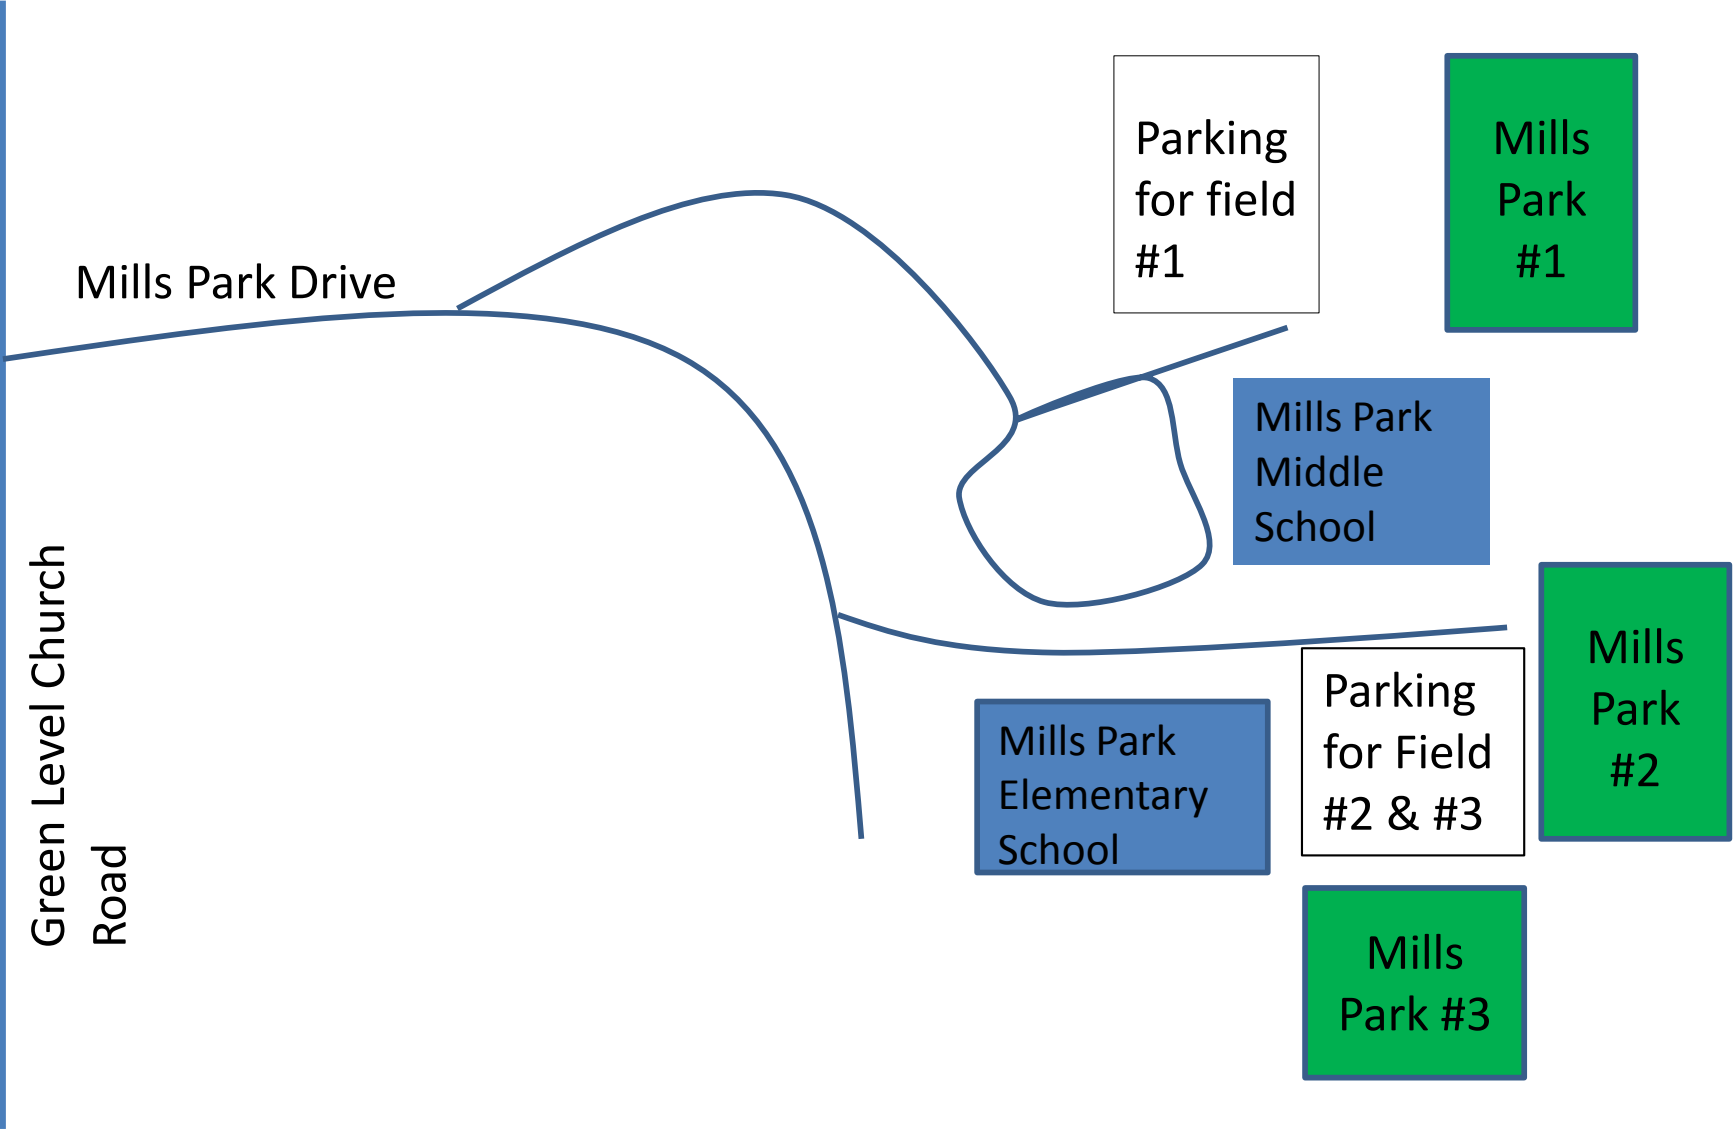 Parking
for field
#1
Mills
Park
#1
Mills Park Drive
Mills Park
Middle
School
Green Level Church
Road
Mills
Park
#2
Parking
for Field
#2 & #3
Mills Park
Elementary
School
Mills
Park #3